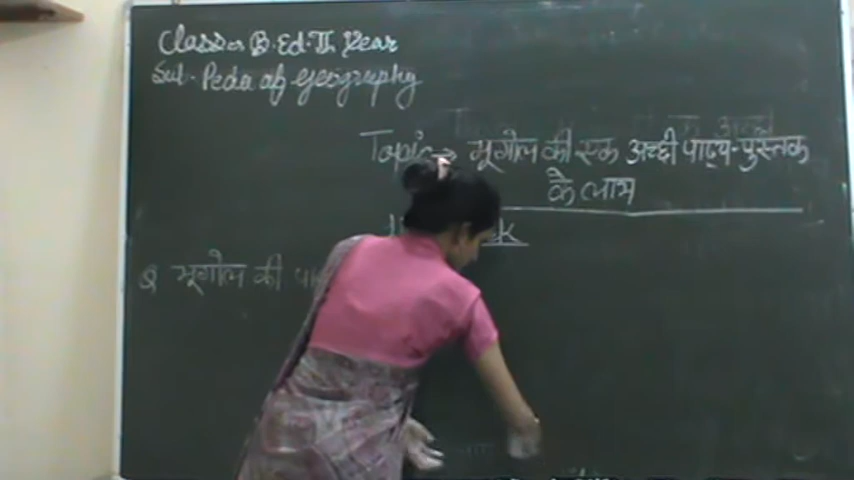 Class → B.Ed. II Year
Sub - Peda of geography
Topic → भूगोल की एक अच्छी पाठ्य-पुस्तक
के लाभ
Q भूगोल की